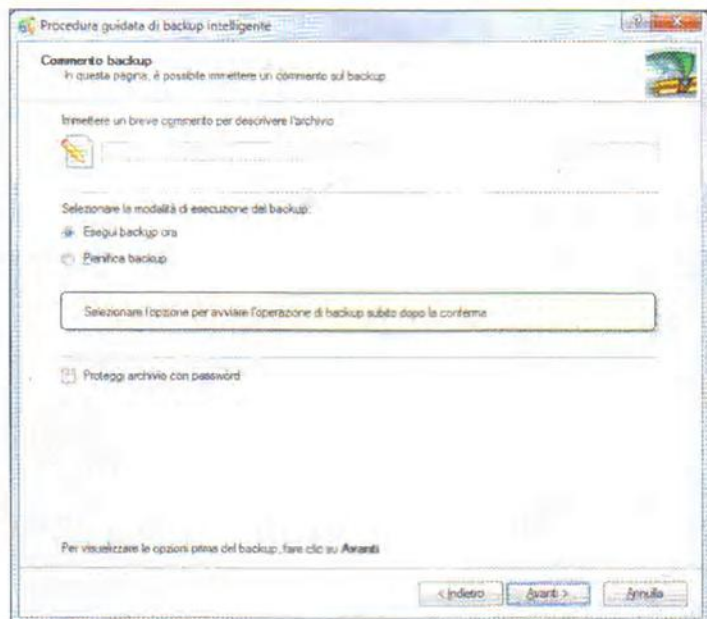 Procedura guidata di backup intelligente
Commento backup
In questa pagina, è possibile immettere un commento sul backup
Immettere un breve commento per descrivere l'archivio
Selezionare la modalità di esecuzione del backup:
Esegui backup ora
Pianifica backup
Selezionare l'opzione per avviare l'operazione di backup subito dopo la conferma
Proteggi archivio con password
Per visualizzare le opzioni prima del backup, fare clic su Avanti
< Indietro Avanti > Annulla